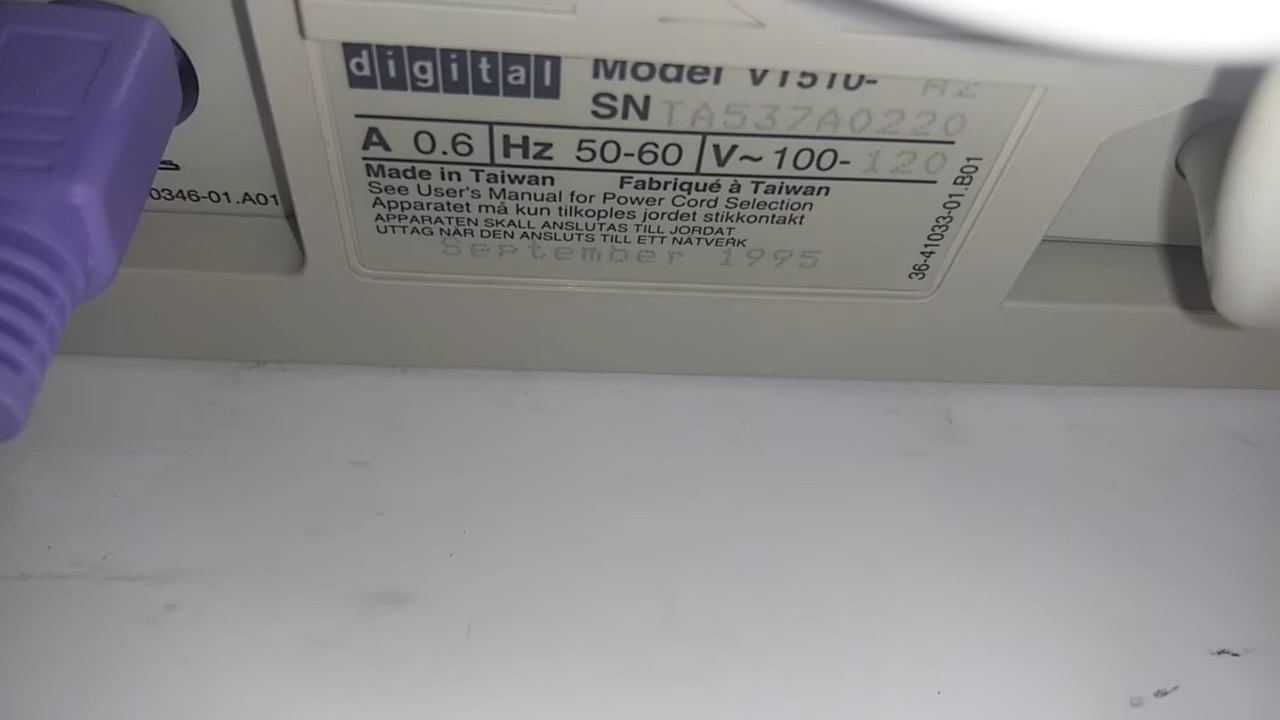 digital Model VT510-
SN TA537A0220
A 0.6 Hz 50-60 V~ 100-120
Made in Taiwan Fabriqué à Taiwan
See User's Manual for Power Cord Selection
Apparatet må kun tilkoples jordet stikkontakt
APPARATEN SKALL ANSLUTAS TILL JORDAT
UTTAG NÄR DEN ANSLUTS TILL ETT NÄTVERK
September 1995
36-41033-01.B01
0346-01.A01